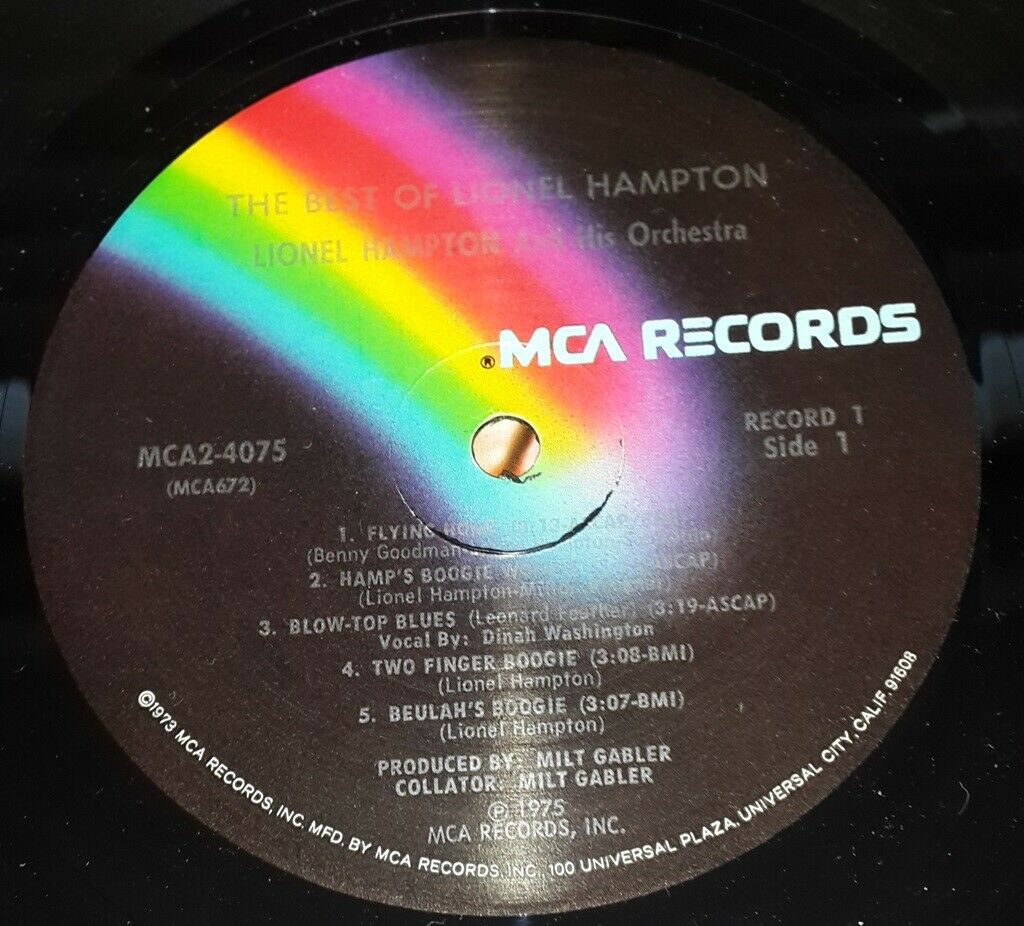 THE BEST OF LIONEL HAMPTON
LIONEL HAMPTON And His Orchestra
® MCA RECORDS
RECORD 1
Side 1
MCA2-4075
(MCA672)
1. FLYING HOME
(Benny Goodman
2. HAMP'S BOOGIE ASCAP)
(Lionel Hampton
3. BLOW-TOP BLUES (Leonard Feather) (3:19-ASCAP)
Vocal By: Dinah Washington
4. TWO FINGER BOOGIE (3:08-BMI)
(Lionel Hampton)
5. BEULAH'S BOOGIE (3:07-BMI)
(Lionel Hampton)
PRODUCED BY: MILT GABLER
COLLATOR: MILT GABLER
℗ 1975
MCA RECORDS, INC.
©1973 MCA RECORDS, INC. MFD. BY MCA RECORDS, INC. 100 UNIVERSAL PLAZA, UNIVERSAL CITY, CALIF. 91608